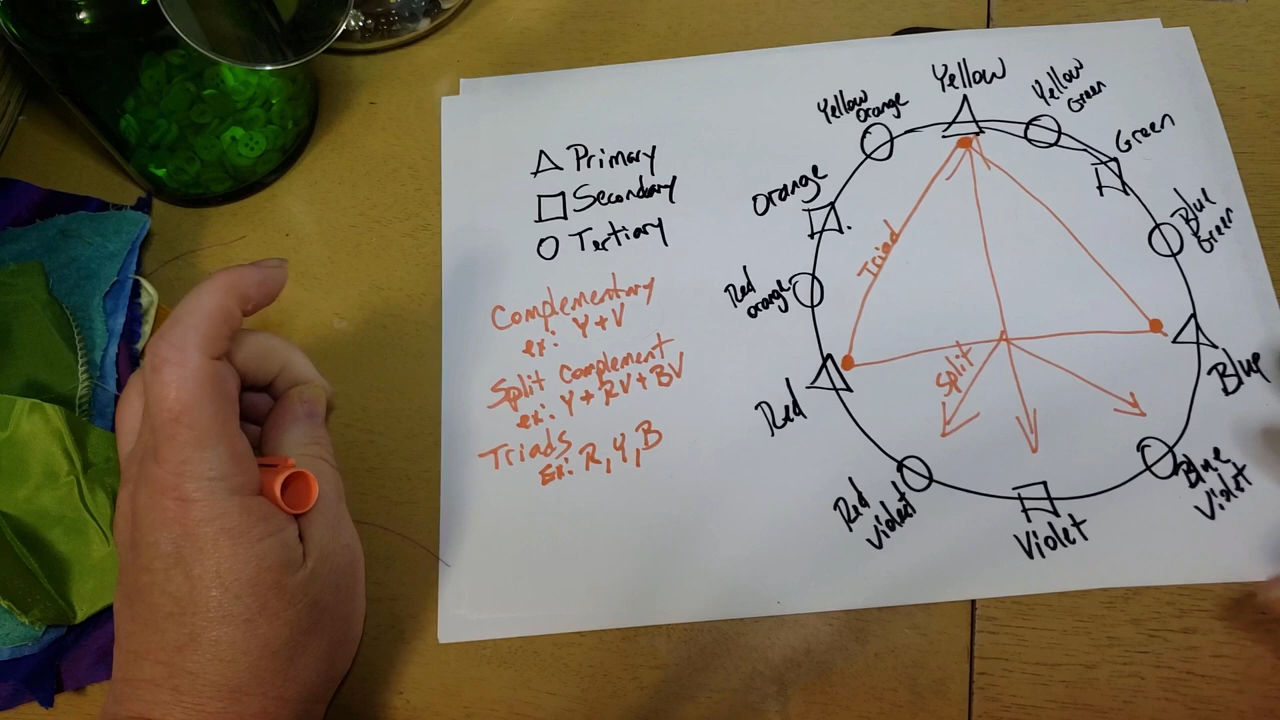 Primary
Secondary
Tertiary
Complementary
ex: Y + V
Split Complement
ex: Y + RV + BV
Triads
Ex: R, Y, B
Yellow
Yellow
Green
Green
Blue
Green
Blue
Blue
Violet
Violet
Red
Violet
Red
Red
orange
Orange
Yellow
orange
Triad
Split